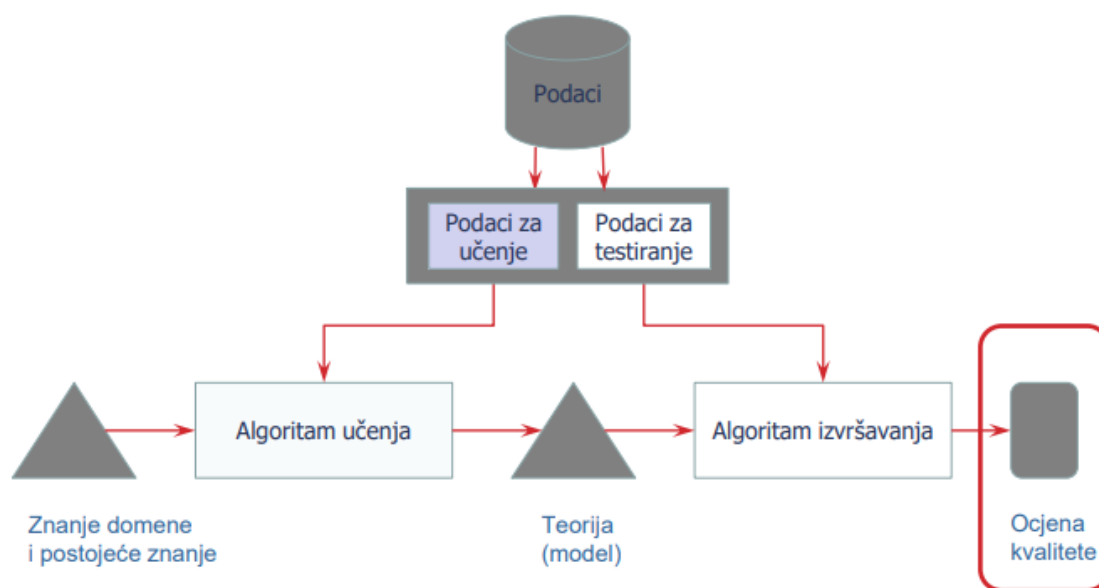 Podaci
Podaci za
učenje
Podaci za
testiranje
Algoritam učenja
Algoritam izvršavanja
Znanje domene
i postojeće znanje
Teorija
(model)
Ocjena
kvalitete